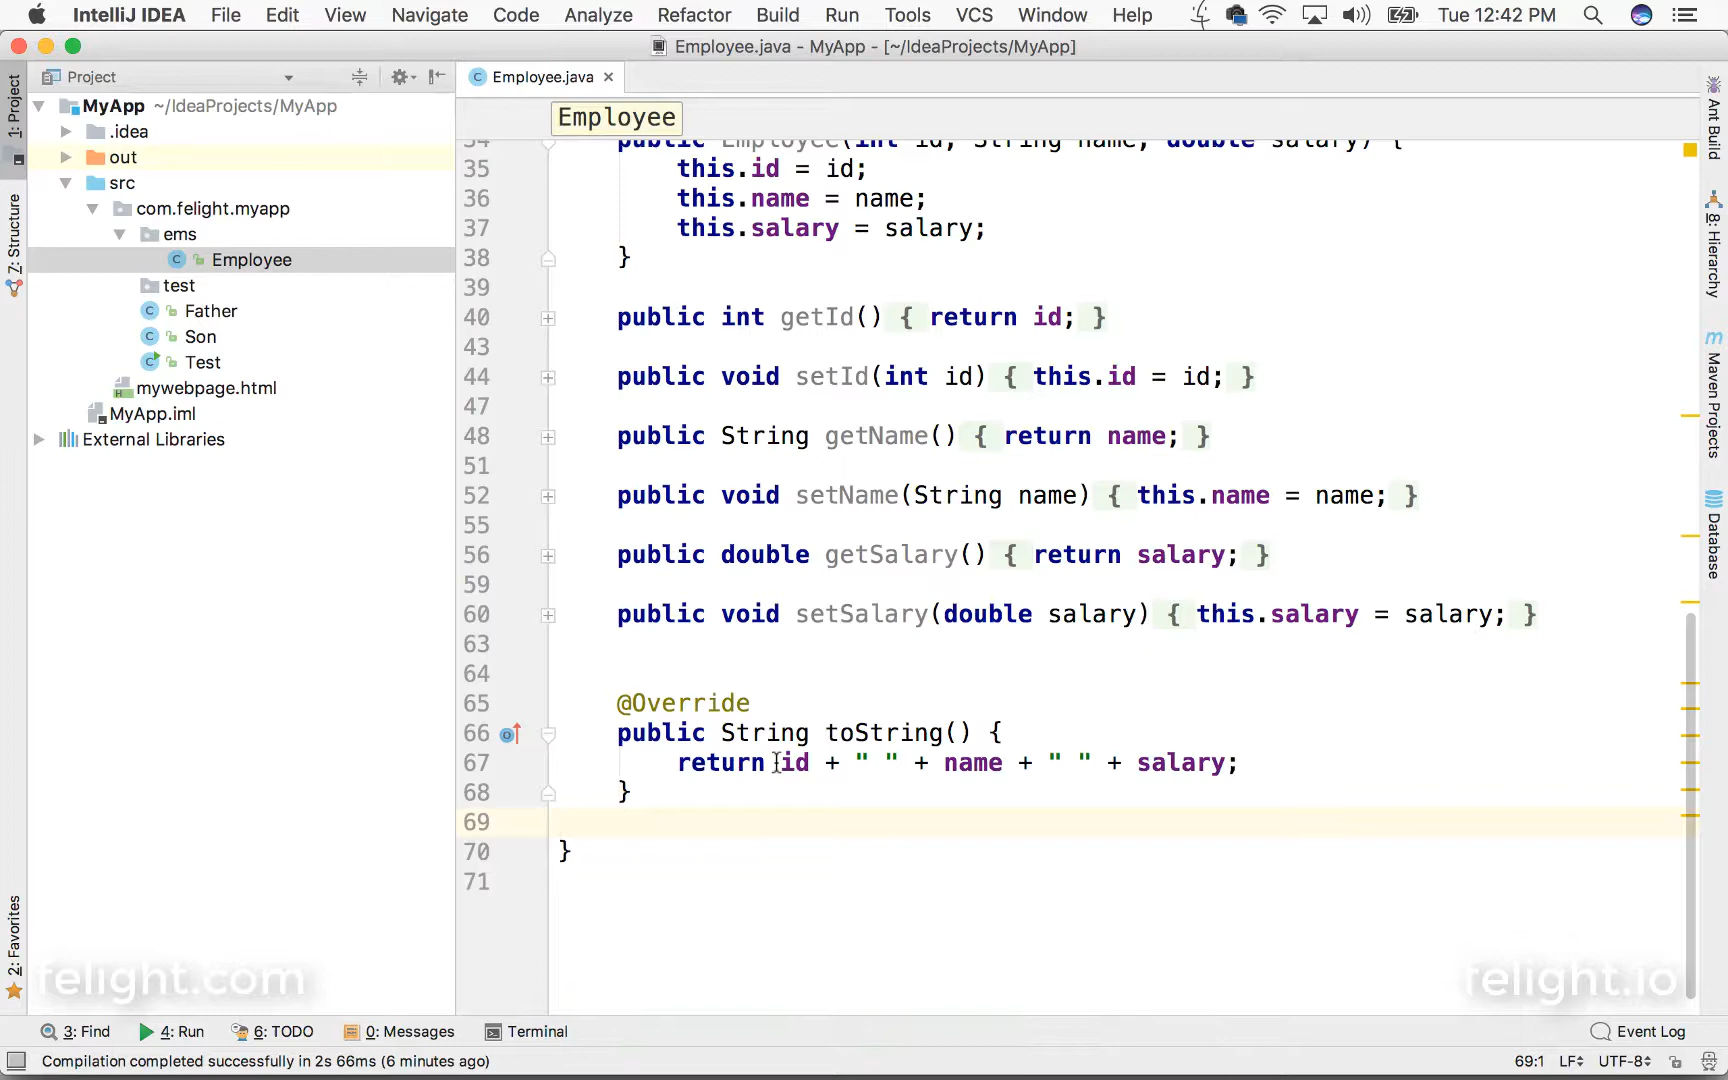 IntelliJ IDEA File Edit View Navigate Code Analyze Refactor Build Run Tools VCS Window Help Tue 12:42 PM
Employee.java - MyApp - [~/IdeaProjects/MyApp]
Project
Employee.java
1: Project
7: Structure
2: Favorites
MyApp ~/IdeaProjects/MyApp
.idea
out
src
com.felight.myapp
ems
Employee
test
Father
Son
Test
mywebpage.html
MyApp.iml
External Libraries
Employee
34 public Employee(int id, String name, double salary) {
35 this.id = id;
36 this.name = name;
37 this.salary = salary;
38 }
39
40 public int getId() { return id; }
43
44 public void setId(int id) { this.id = id; }
47
48 public String getName() { return name; }
51
52 public void setName(String name) { this.name = name; }
55
56 public double getSalary() { return salary; }
59
60 public void setSalary(double salary) { this.salary = salary; }
63
64
65 @Override
66 public String toString() {
67 return id + " " + name + " " + salary;
68 }
69
70 }
71
Ant Build
8: Hierarchy
m
Maven Projects
Database
felight.com
felight.io
3: Find 4: Run 6: TODO 0: Messages Terminal Event Log
Compilation completed successfully in 2s 66ms (6 minutes ago) 69:1 LF UTF-8